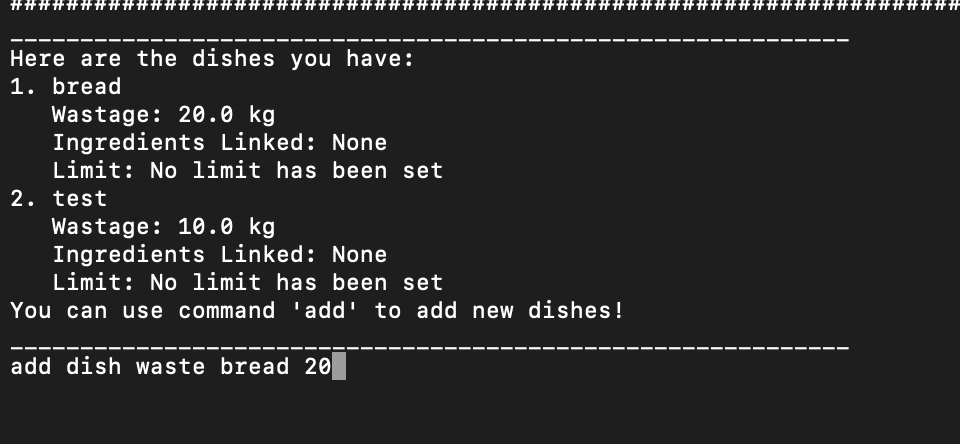 ####################################################################
____________________________________________________________
Here are the dishes you have:
1. bread
   Wastage: 20.0 kg
   Ingredients Linked: None
   Limit: No limit has been set
2. test
   Wastage: 10.0 kg
   Ingredients Linked: None
   Limit: No limit has been set
You can use command 'add' to add new dishes!
____________________________________________________________
add dish waste bread 20